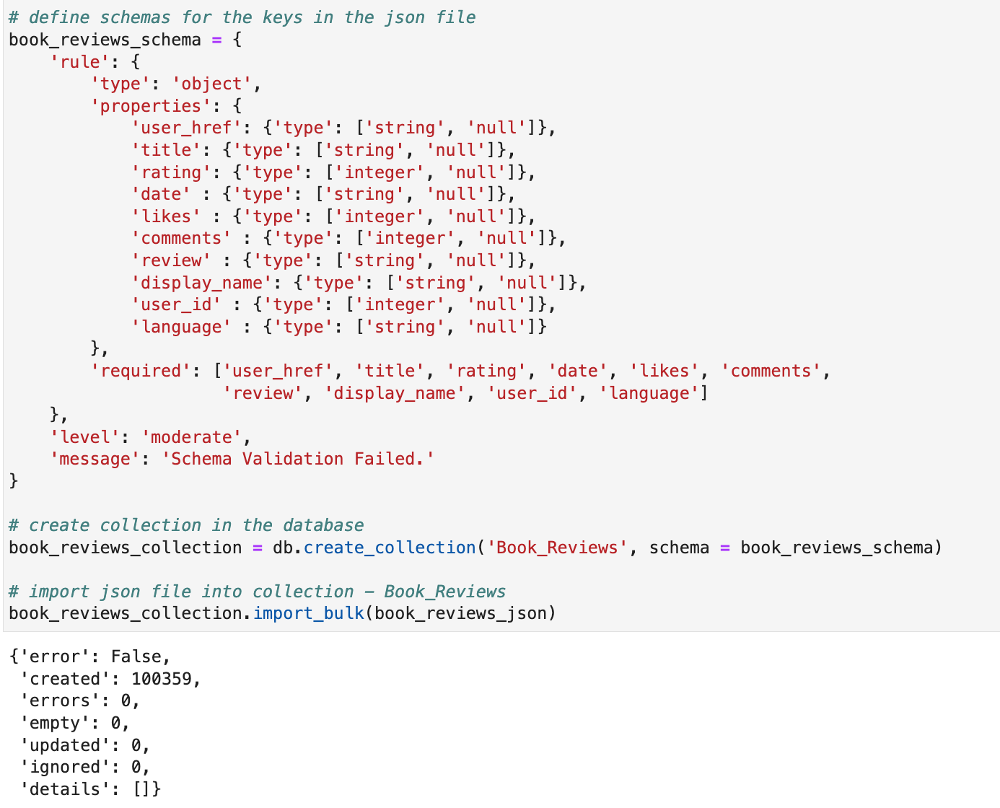 # define schemas for the keys in the json file
book_reviews_schema = {
    'rule': {
        'type': 'object',
        'properties': {
            'user_href': {'type': ['string', 'null']},
            'title': {'type': ['string', 'null']},
            'rating': {'type': ['integer', 'null']},
            'date' : {'type': ['string', 'null']},
            'likes' : {'type': ['integer', 'null']},
            'comments' : {'type': ['integer', 'null']},
            'review' : {'type': ['string', 'null']},
            'display_name': {'type': ['string', 'null']},
            'user_id' : {'type': ['integer', 'null']},
            'language' : {'type': ['string', 'null']}
        },
        'required': ['user_href', 'title', 'rating', 'date', 'likes', 'comments',
                     'review', 'display_name', 'user_id', 'language']
    },
    'level': 'moderate',
    'message': 'Schema Validation Failed.'
}

# create collection in the database
book_reviews_collection = db.create_collection('Book_Reviews', schema = book_reviews_schema)

# import json file into collection – Book_Reviews
book_reviews_collection.import_bulk(book_reviews_json)

{'error': False,
 'created': 100359,
 'errors': 0,
 'empty': 0,
 'updated': 0,
 'ignored': 0,
 'details': []}